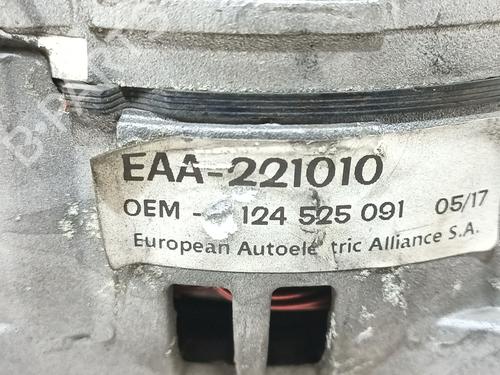 EAA-221010
OEM - 124 525 091 05/17
European Autoele tric Alliance S.A.